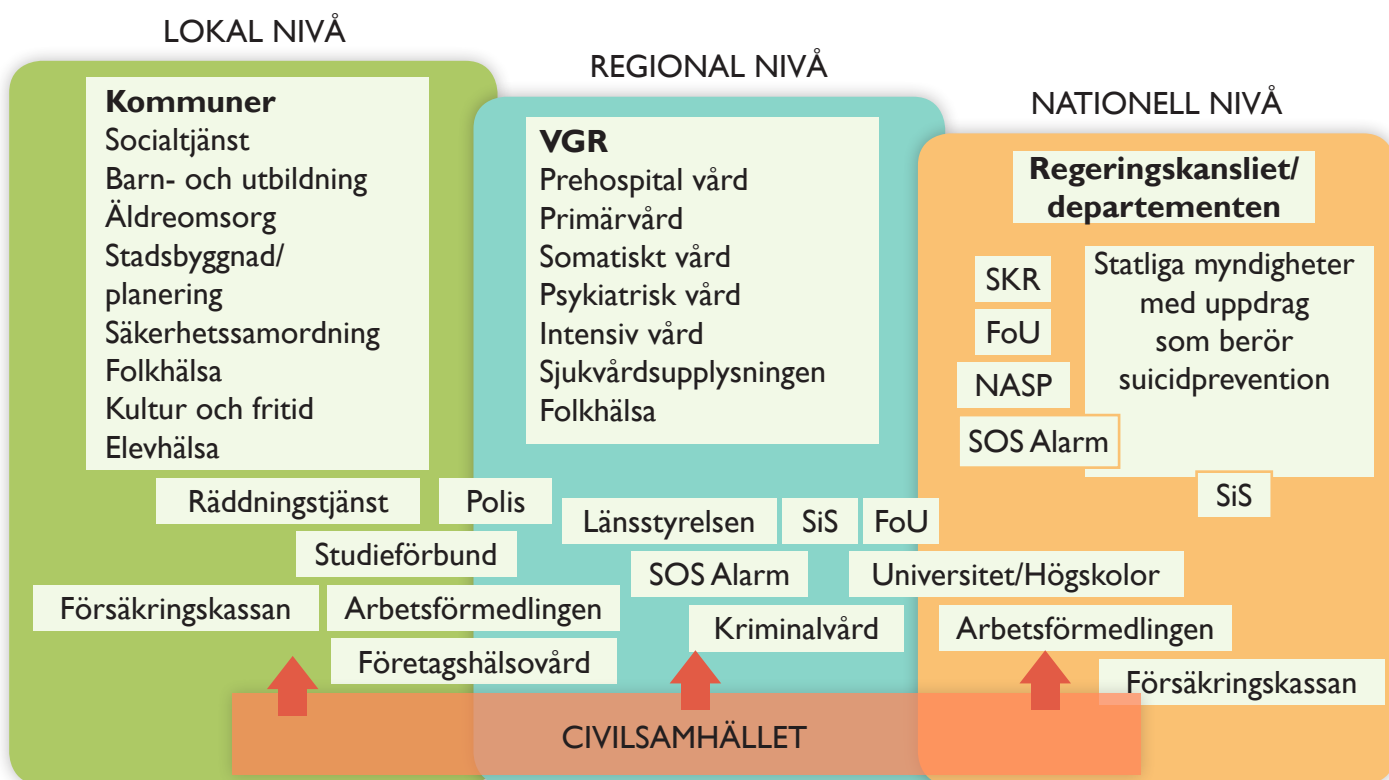 LOKAL NIVÅ
Kommuner
Socialtjänst
Barn- och utbildning
Äldreomsorg
Stadsbyggnad/
planering
Säkerhetssamordning
Folkhälsa
Kultur och fritid
Elevhälsa
REGIONAL NIVÅ
VGR
Prehospital vård
Primärvård
Somatiskt vård
Psykiatrisk vård
Intensiv vård
Sjukvårdsupplysningen
Folkhälsa
NATIONELL NIVÅ
Regeringskansliet/
departementen
SKR
FoU
NASP
SOS Alarm
Statliga myndigheter
med uppdrag
som berör
suicidprevention
SiS
Räddningstjänst
Polis
Länsstyrelsen
SiS
FoU
Studieförbund
SOS Alarm
Universitet/Högskolor
Försäkringskassan
Arbetsförmedlingen
Kriminalvård
Arbetsförmedlingen
Företagshälsovård
Försäkringskassan
CIVILSAMHÄLLET